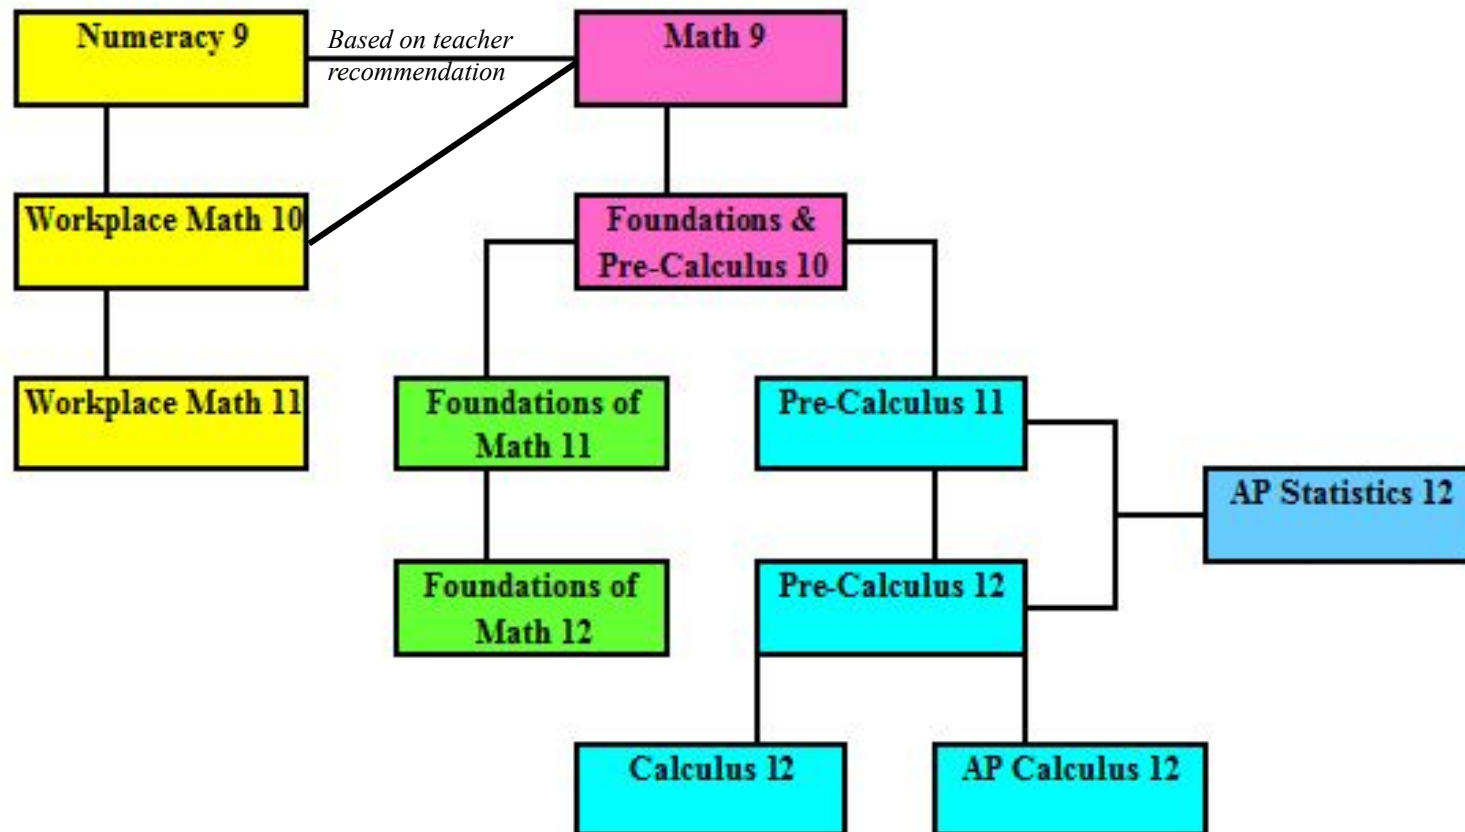 Numeracy 9
Based on teacher
recommendation
Math 9
Workplace Math 10
Foundations &
Pre-Calculus 10
Workplace Math 11
Foundations of
Math 11
Pre-Calculus 11
AP Statistics 12
Foundations of
Math 12
Pre-Calculus 12
Calculus 12
AP Calculus 12